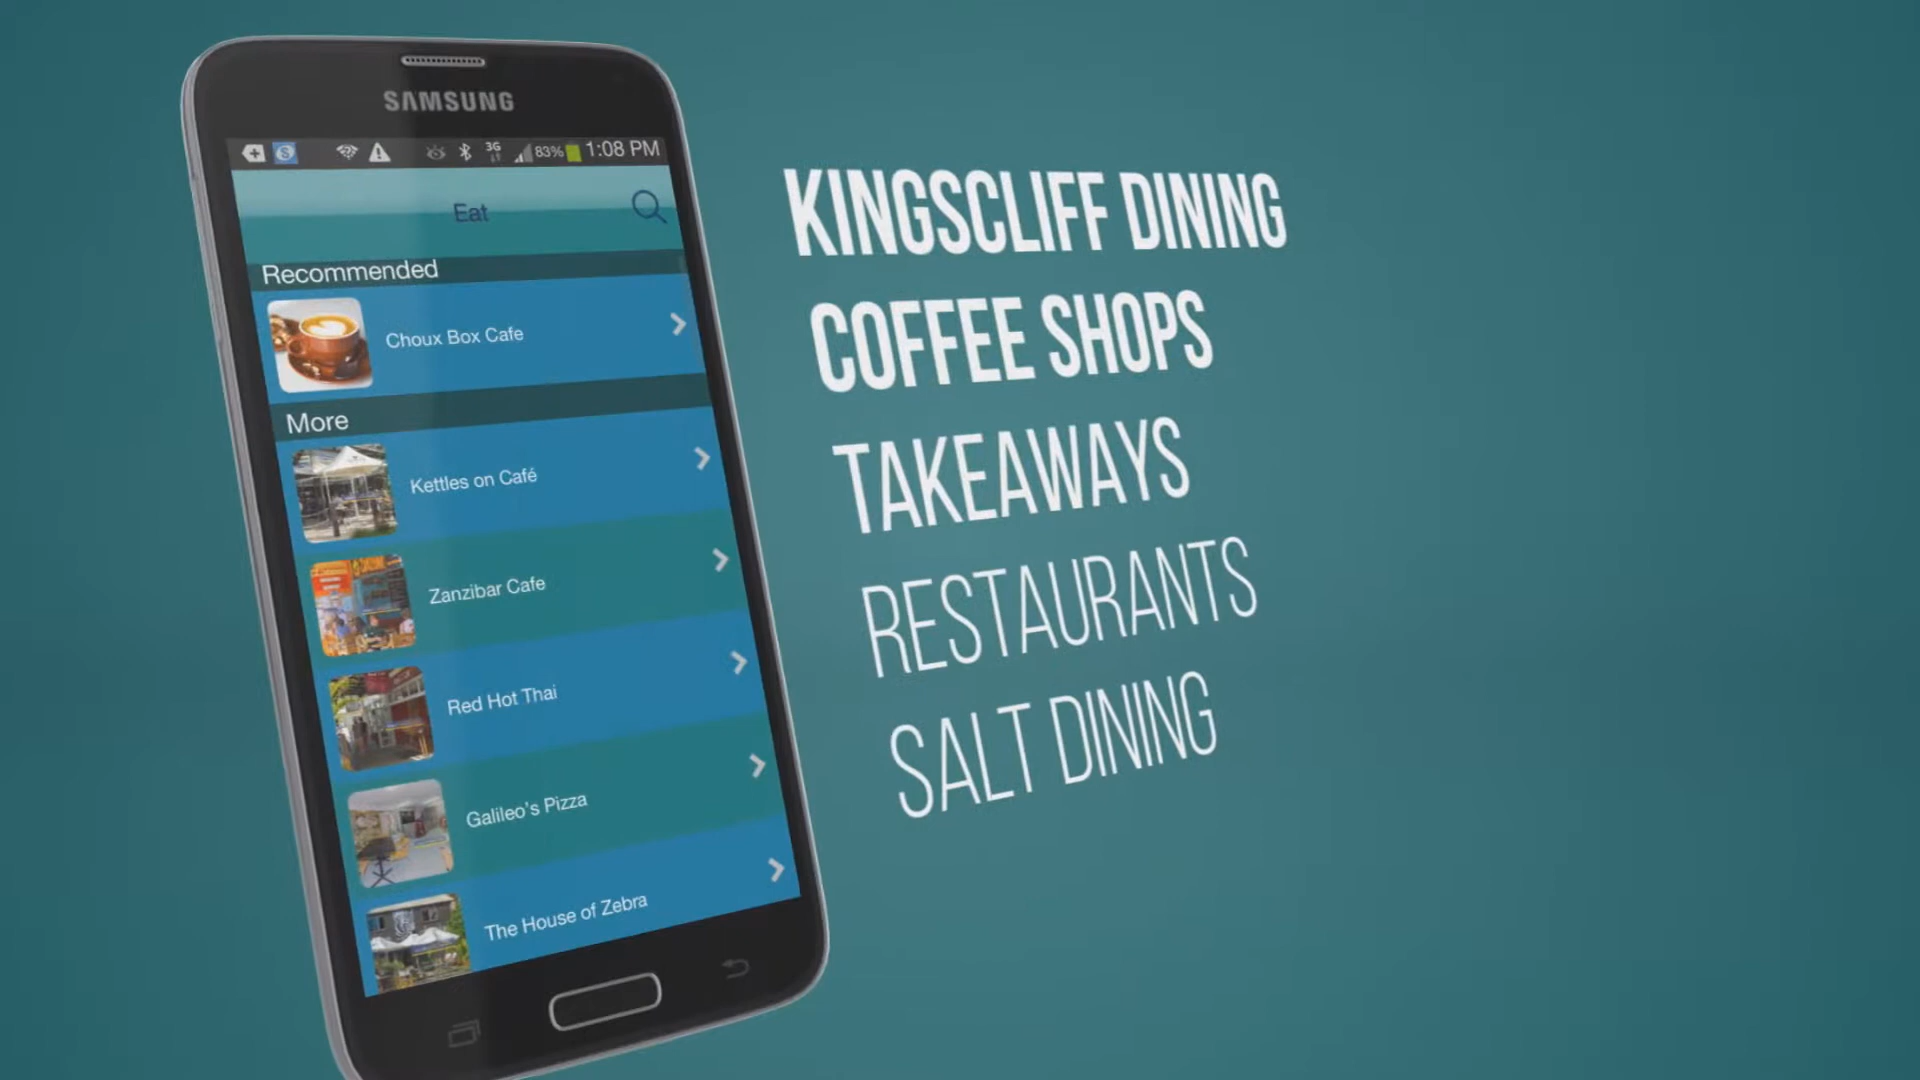 SAMSUNG
3G 83% 1:08 PM
Eat
Recommended
Choux Box Cafe
More
Kettles on Café
Zanzibar Cafe
Red Hot Thai
Galileo's Pizza
The House of Zebra
KINGSCLIFF DINING
COFFEE SHOPS
TAKEAWAYS
RESTAURANTS
SALT DINING